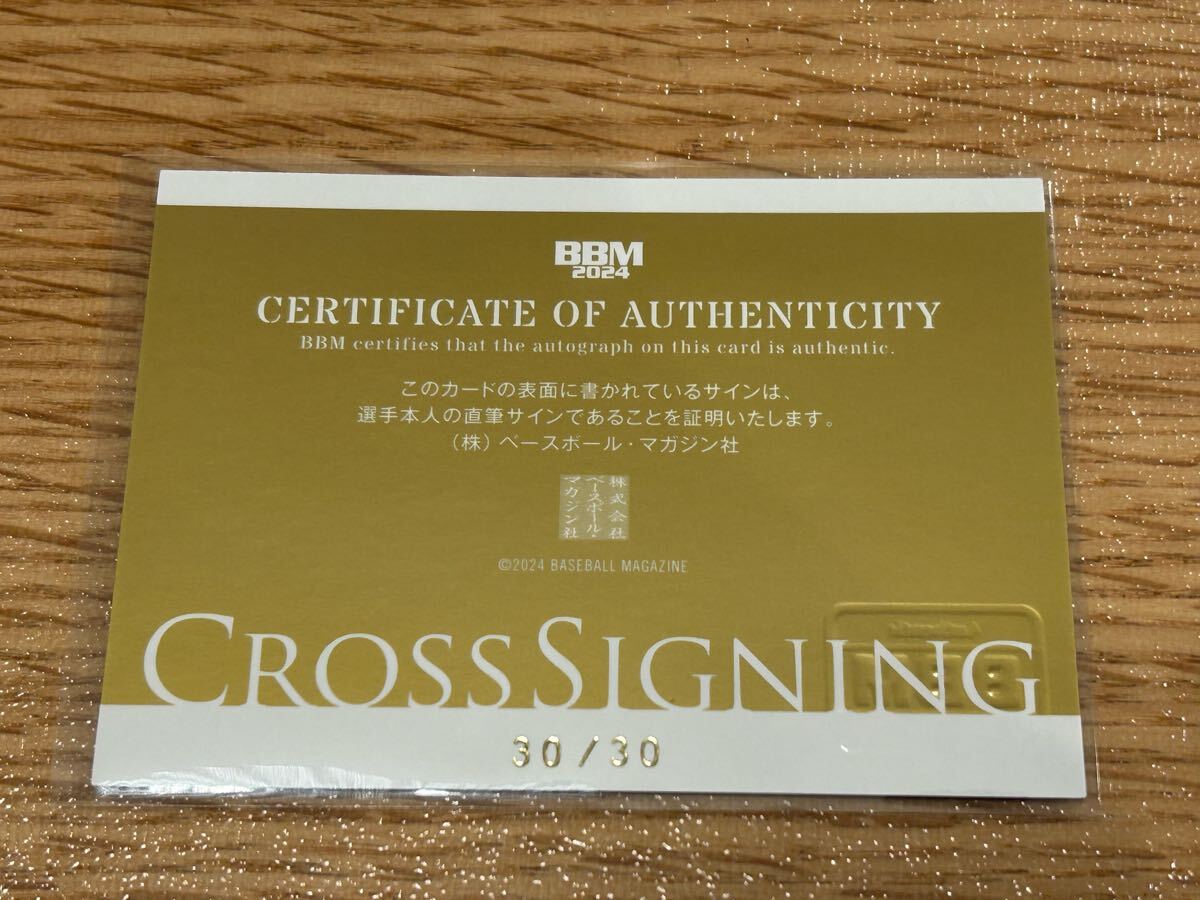 BBM
2024
CERTIFICATE OF AUTHENTICITY
BBM certifies that the autograph on this card is authentic.
このカードの表面に書かれているサインは、
選手本人の直筆サインであることを証明いたします。
（株）ベースボール・マガジン社
株式会社
ベースボール・
マガジン社
©2024 BASEBALL MAGAZINE
CROSSSIGNING
30/30